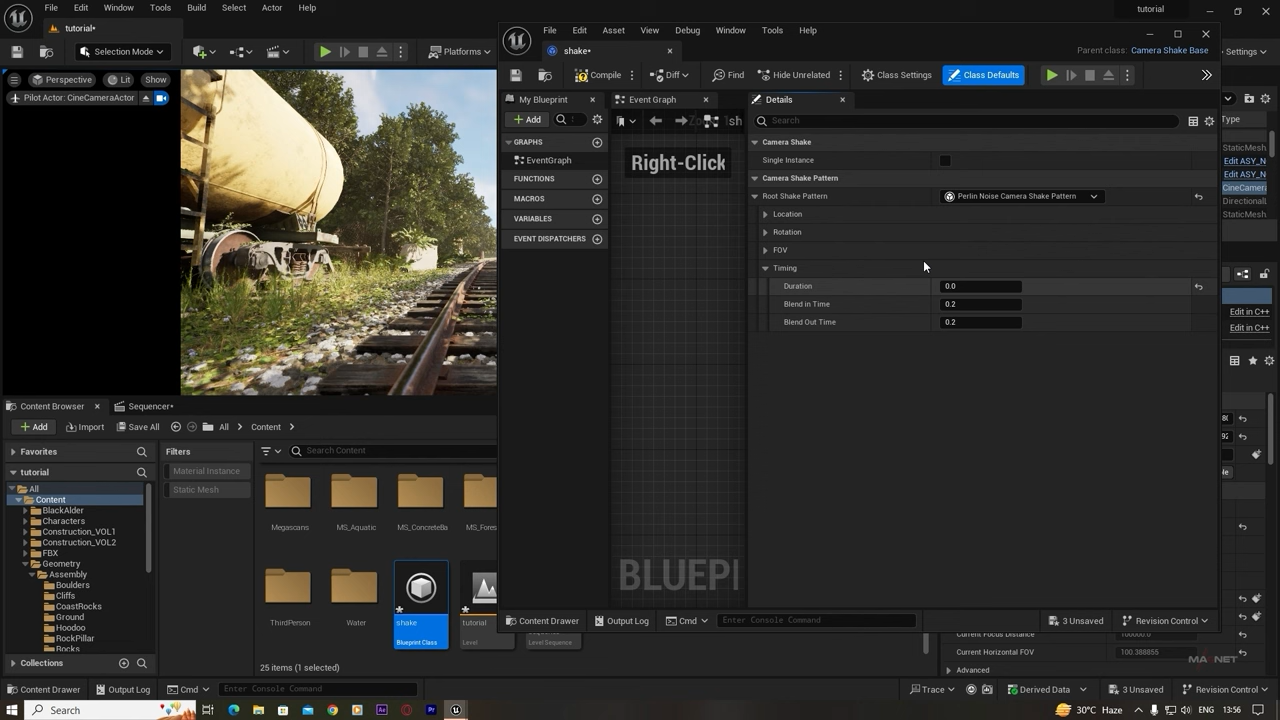 File Edit Window Tools Build Select Actor Help
tutorial
tutorial*
Selection Mode
Platforms
Settings
Perspective
Lit
Show
Pilot Actor: CineCameraActor
File Edit Asset View Debug Window Tools Help
shake*
Parent class: Camera Shake Base
Compile
Diff
Find
Hide Unrelated
Class Settings
Class Defaults
My Blueprint
Event Graph
Details
Add
Search
GRAPHS
EventGraph
FUNCTIONS
MACROS
VARIABLES
EVENT DISPATCHERS
Right-Click
BLUEPI
Camera Shake
Single Instance
Camera Shake Pattern
Root Shake Pattern
Perlin Noise Camera Shake Pattern
Location
Rotation
FOV
Timing
Duration 0.0
Blend in Time 0.2
Blend Out Time 0.2
Type
StaticMesh.
Edit ASY_N
Edit ASY_N
CineCamera
Directional
StaticMesh.
Edit in C++
Edit in C++
Content Drawer
Output Log
Cmd
Enter Console Command
3 Unsaved
Revision Control
Content Browser
Sequencer*
Add
Import
Save All
All
Content
Favorites
Filters
Search Content
tutorial
Material Instance
Static Mesh
All
Content
BlackAlder
Characters
Construction_VOL1
Construction_VOL2
FBX
Geometry
Assembly
Boulders
Cliffs
CoastRocks
Ground
Hoodoo
RockPillar
Rocks
Collections
Megascans
MS_Aquatic
MS_ConcreteBa
MS_Fores
ThirdPerson
Water
shake
Blueprint Class
tutorial
Level
Level Sequence
25 items (1 selected)
Current Focus Distance 100000.0
Current Horizontal FOV 100.388855
Advanced
Content Drawer
Output Log
Cmd
Enter Console Command
Trace
Derived Data
3 Unsaved
Revision Control
Search
30°C Haze
ENG
13:56